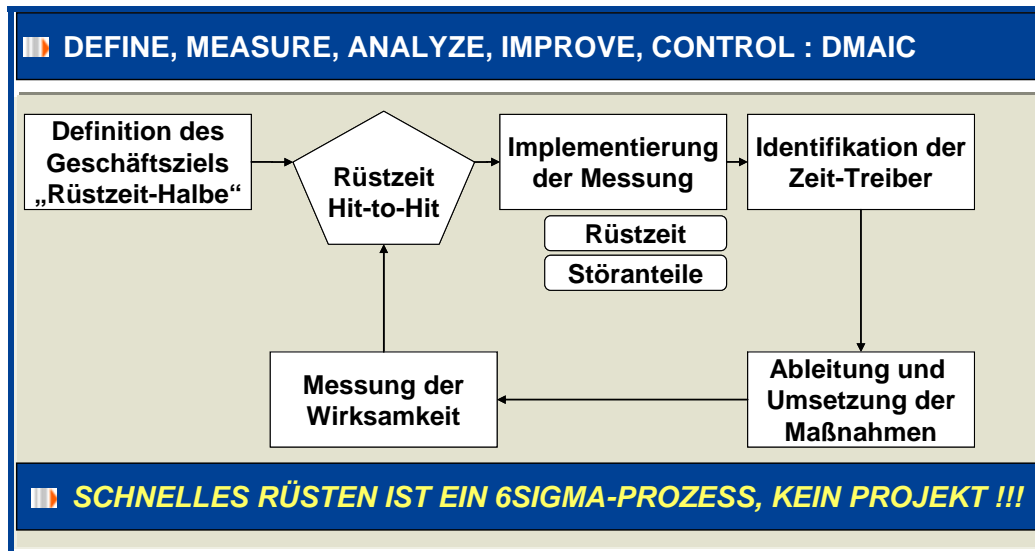 DEFINE, MEASURE, ANALYZE, IMPROVE, CONTROL : DMAIC
Definition des
Geschäftsziels
„Rüstzeit-Halbe“
Rüstzeit
Hit-to-Hit
Implementierung
der Messung
Rüstzeit
Störanteile
Identifikation der
Zeit-Treiber
Ableitung und
Umsetzung der
Maßnahmen
Messung der
Wirksamkeit
SCHNELLES RÜSTEN IST EIN 6SIGMA-PROZESS, KEIN PROJEKT !!!